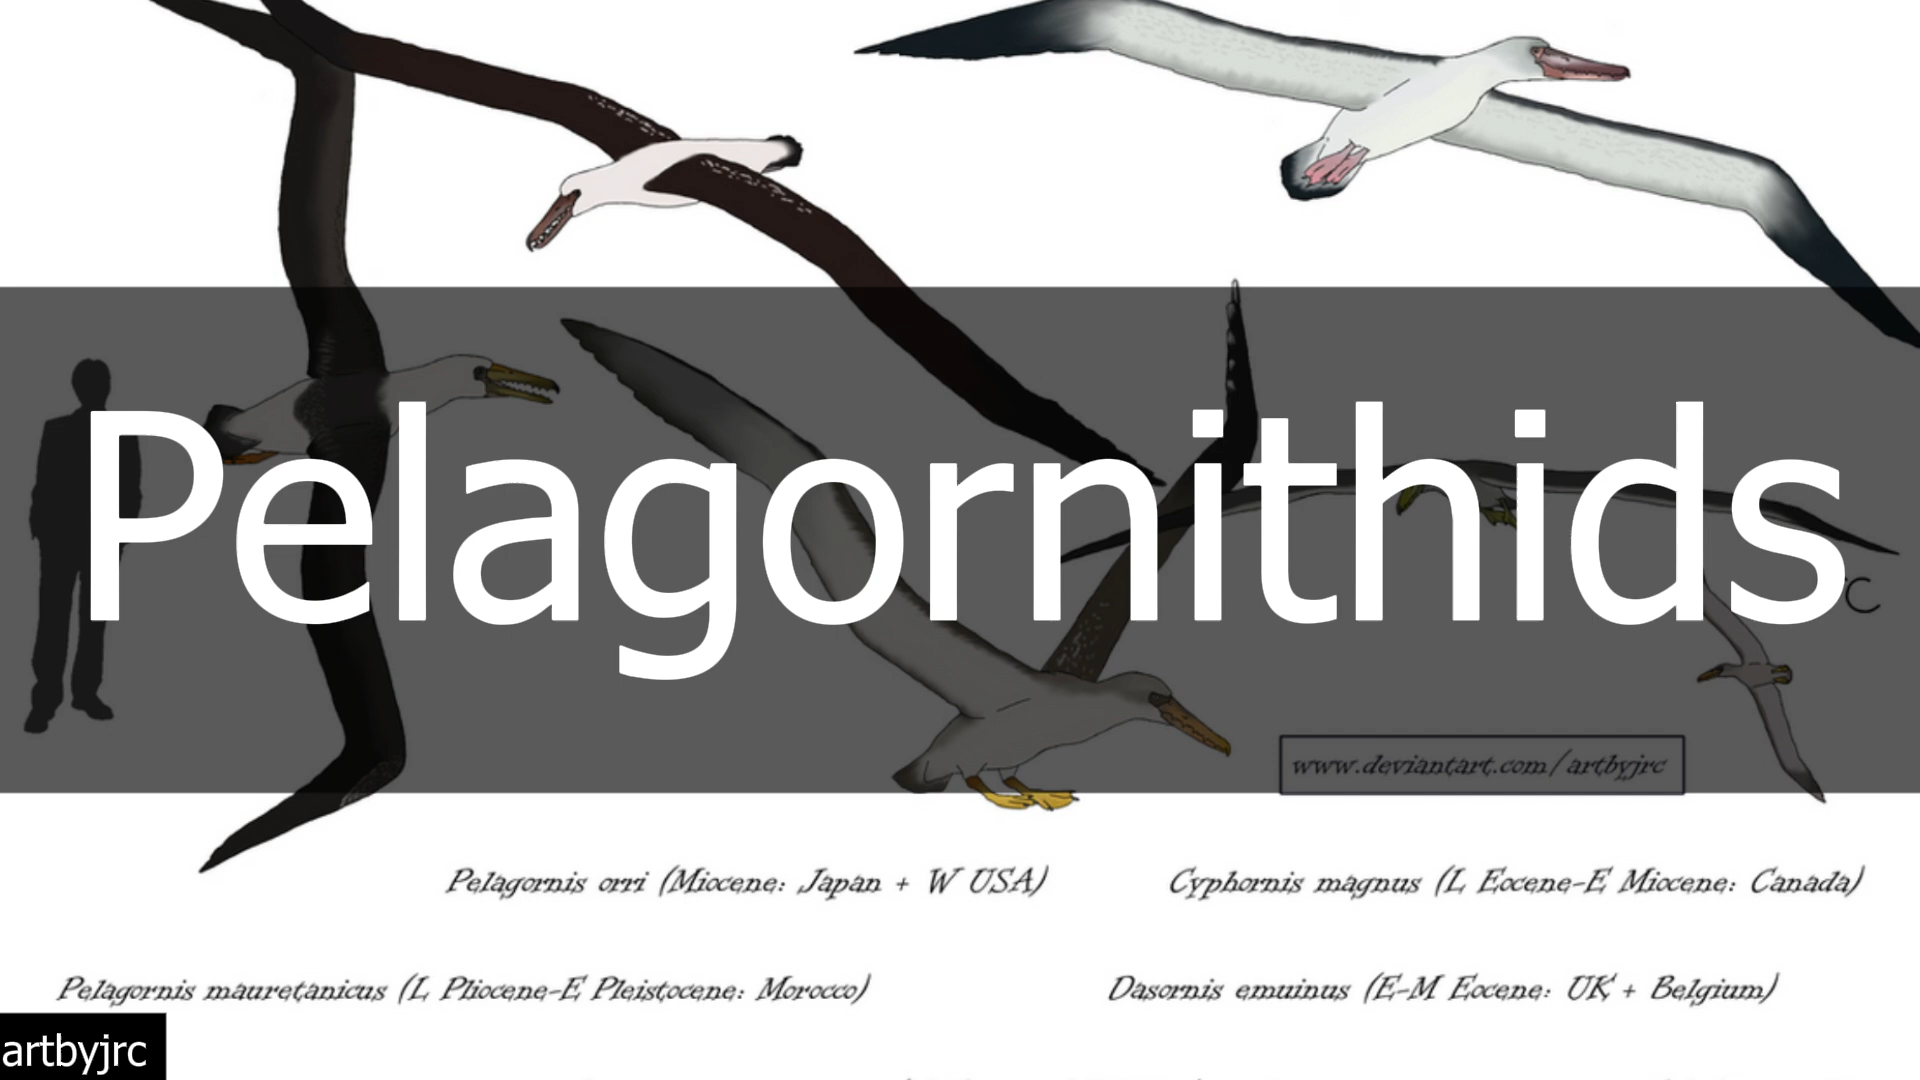 Pelagornithids
www.deviantart.com/artbyjrc
Pelagornis orri (Miocene: Japan + W USA)
Cyphornis magnus (L Eocene-E Miocene: Canada)
Pelagornis mauretanicus (L Pliocene-E Pleistocene: Morocco)
Dasornis emuinus (E-M Eocene: UK + Belgium)
artbyjrc